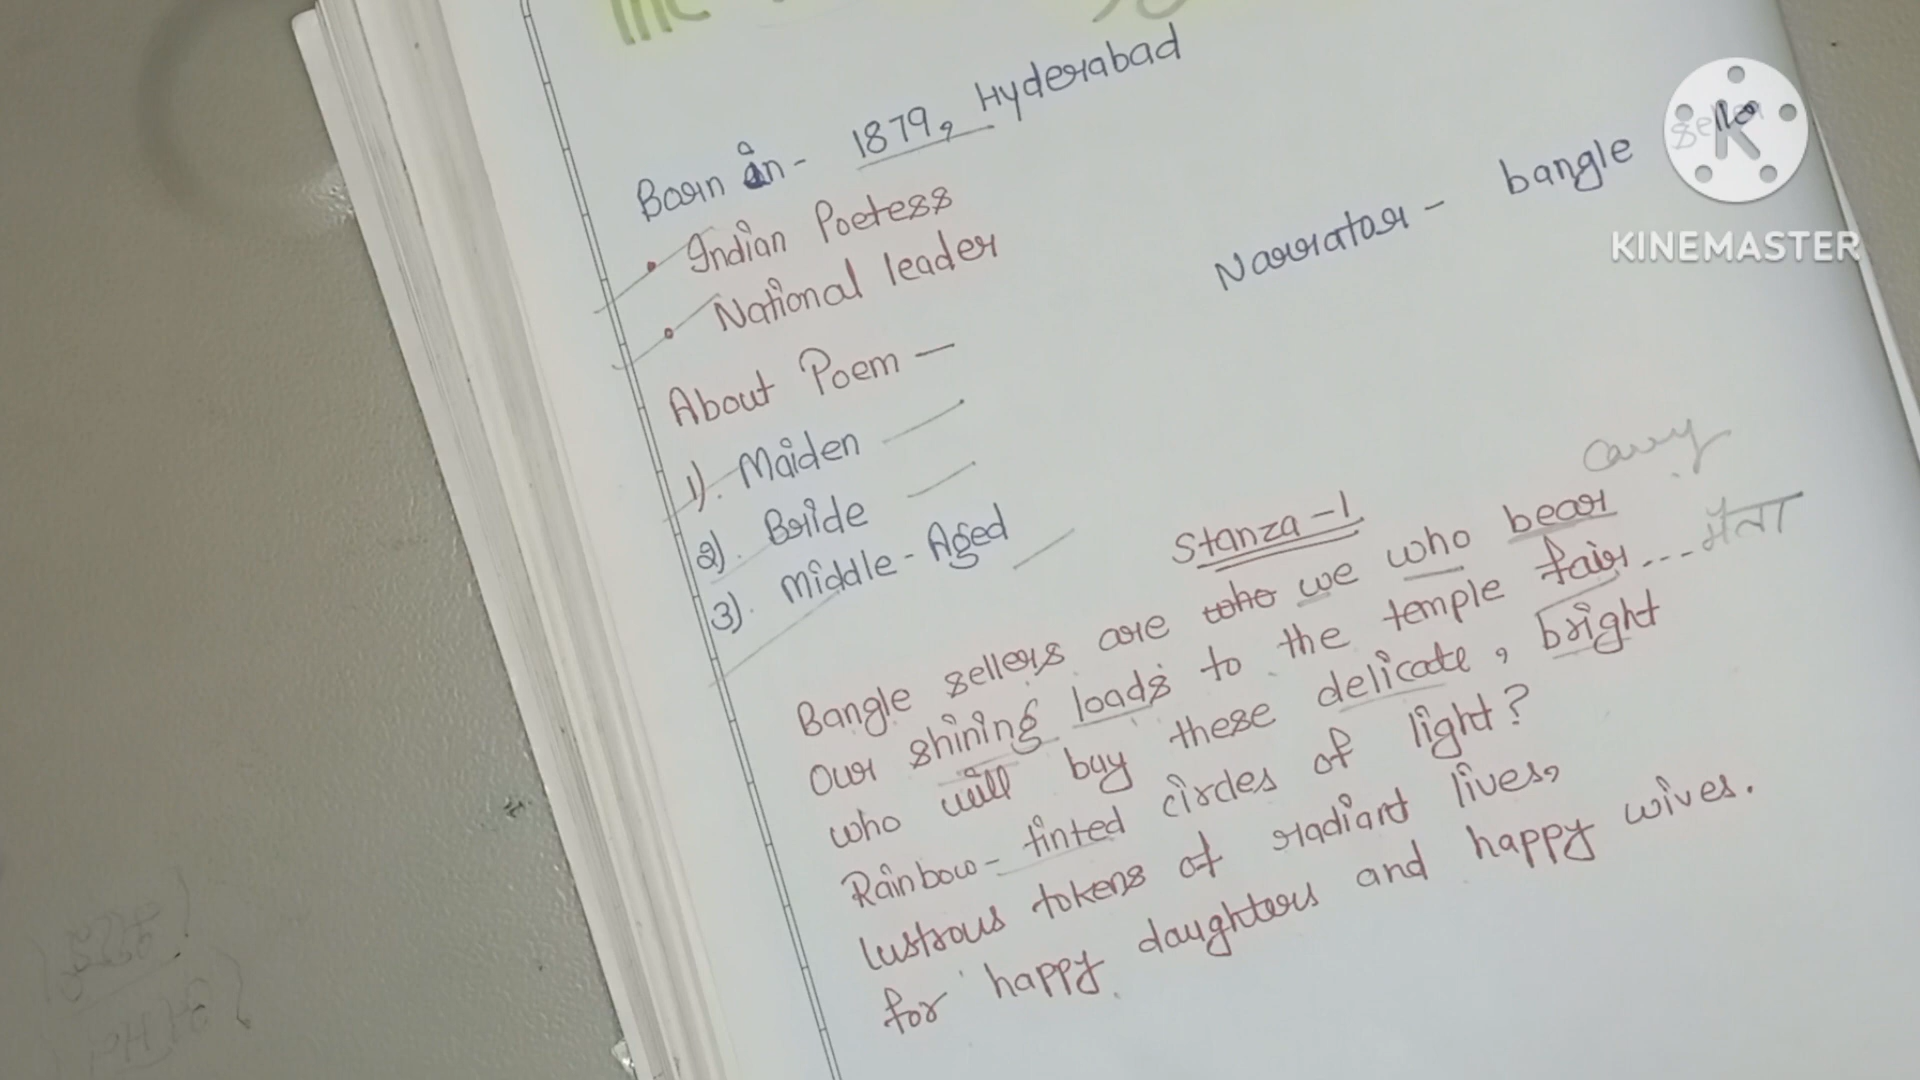 Born in - 1879, Hyderabad
• Indian Poetess
• National leader
Narrator - bangle
KINEMASTER
About Poem —
1). Maiden
2). Bride
3). Middle-Aged
carry
Stanza-1
Bangle sellers are who we who bear
our shining loads to the temple fair... मेला
who will buy these delicate, bright
Rainbow-tinted circles of light?
lustrous tokens of radiant lives,
for happy daughters and happy wives.